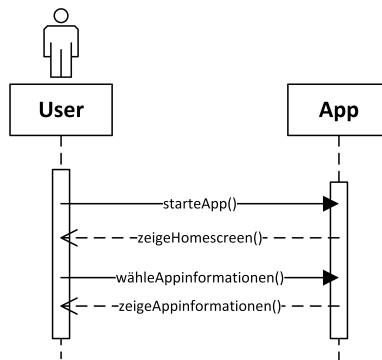 User
App
starteApp()
zeigeHomescreen()
wähleAppinformationen()
zeigeAppinformationen()